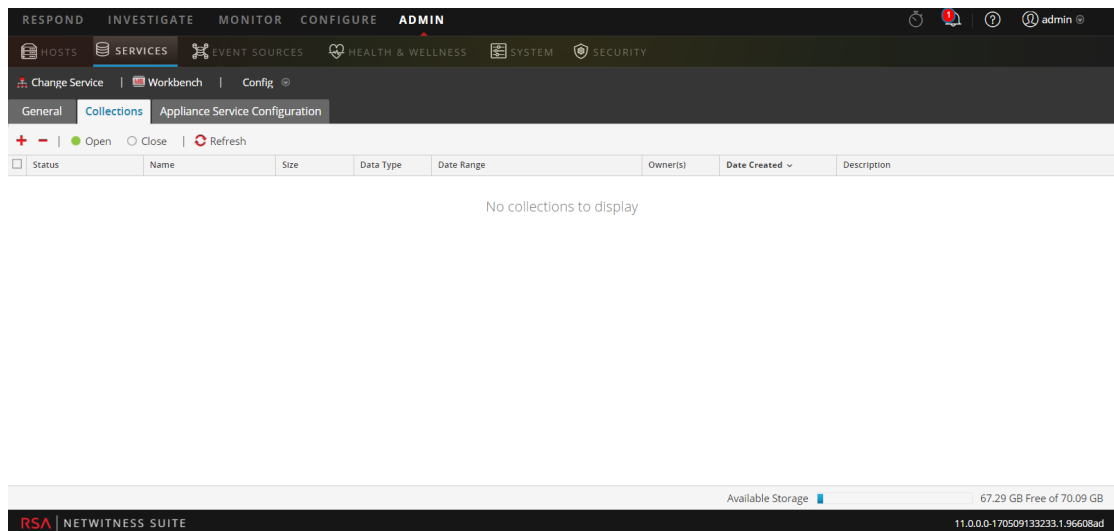 RESPOND INVESTIGATE MONITOR CONFIGURE ADMIN 1 ? admin
HOSTS SERVICES EVENT SOURCES HEALTH & WELLNESS SYSTEM SECURITY
Change Service | Workbench | Config
General Collections Appliance Service Configuration
+ - | Open Close | Refresh
Status Name Size Data Type Date Range Owner(s) Date Created Description
No collections to display
Available Storage 67.29 GB Free of 70.09 GB
RSA | NETWITNESS SUITE 11.0.0.0-170509133233.1.96608ad